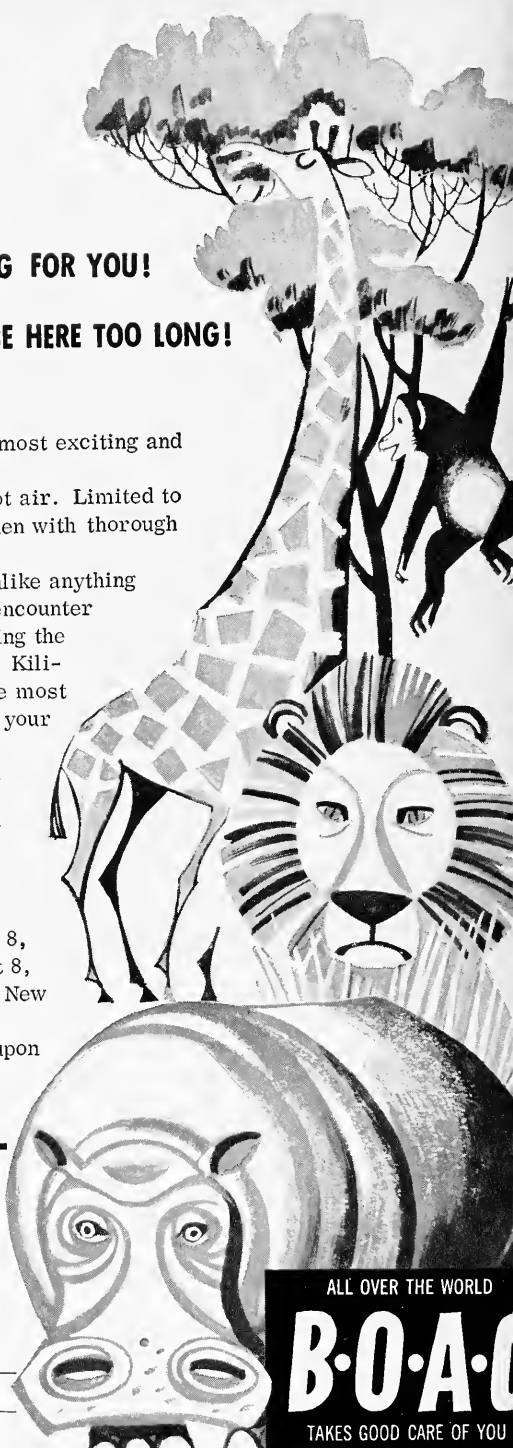 G FOR YOU!
E HERE TOO LONG!
most exciting and
ot air. Limited to
en with thorough
like anything
encounter
ing the
Kili-
e most
your
8,
t 8,
New
upon
ALL OVER THE WORLD
B·O·A·C
TAKES GOOD CARE OF YOU